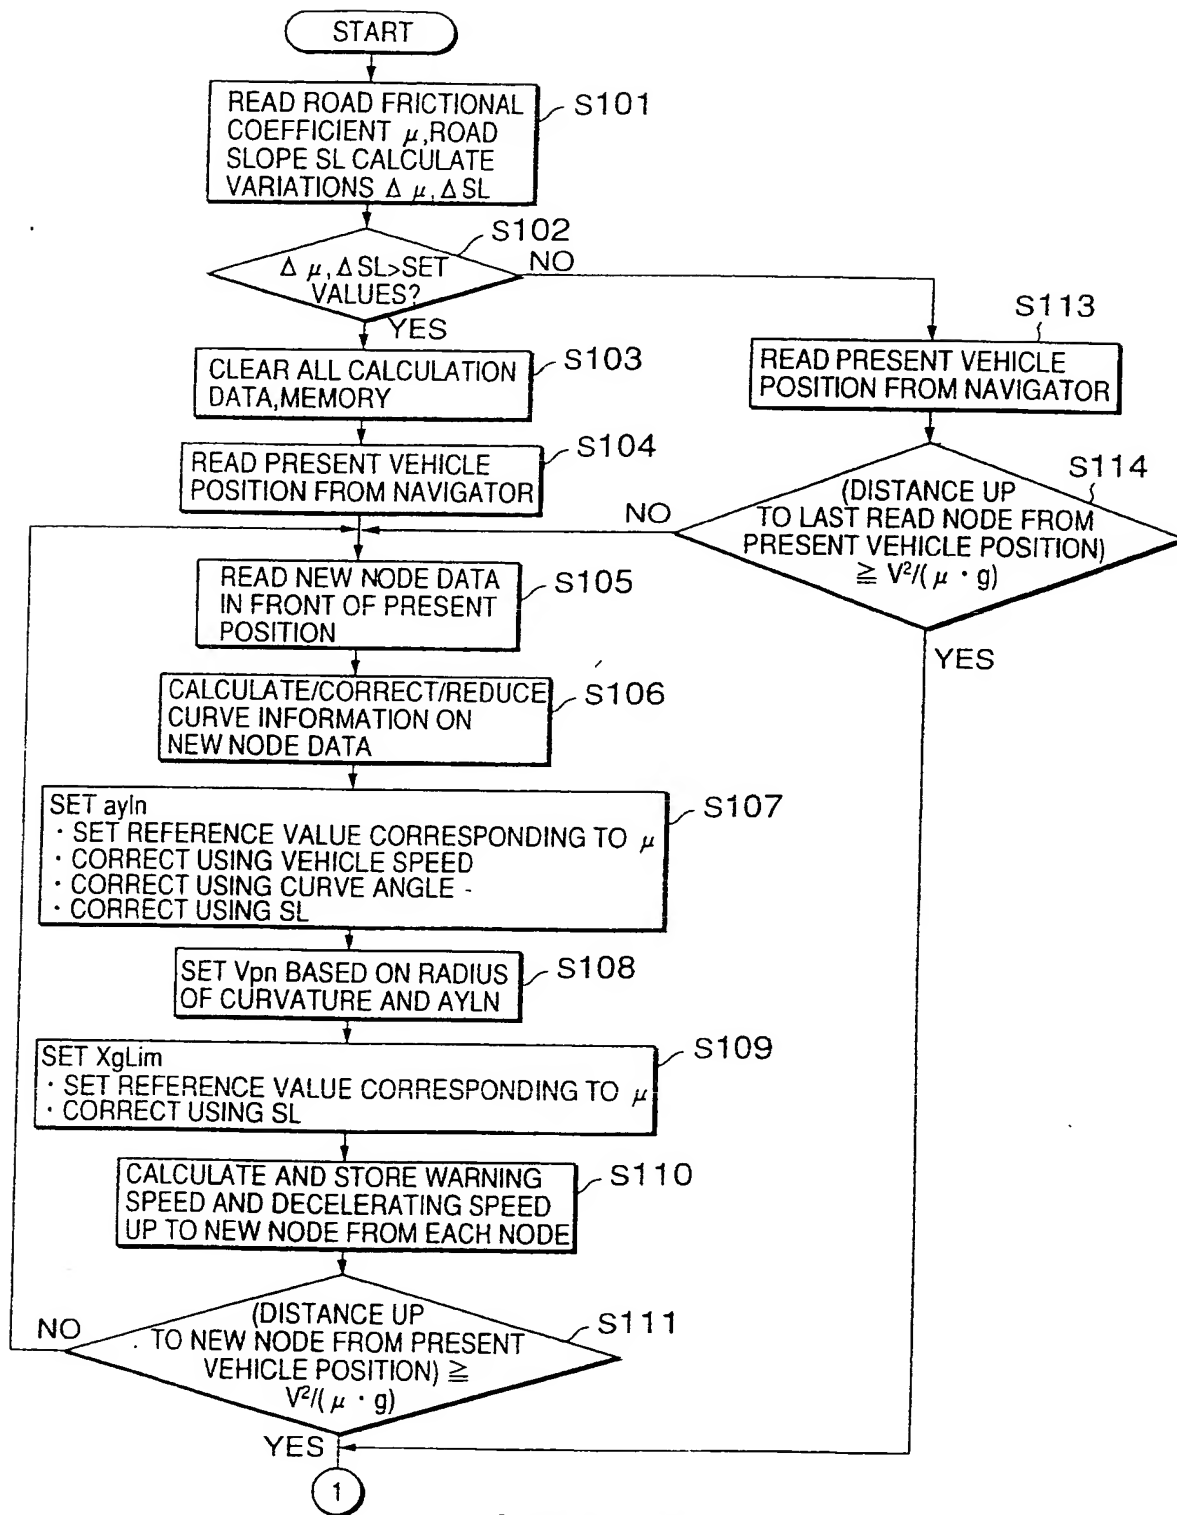 START
READ ROAD FRICTIONAL
COEFFICIENT μ,ROAD
SLOPE SL CALCULATE
VARIATIONS Δ μ, ΔSL
S101
Δ μ, ΔSL>SET
VALUES?
S102
NO
YES
CLEAR ALL CALCULATION
DATA,MEMORY
S103
READ PRESENT VEHICLE
POSITION FROM NAVIGATOR
S104
READ PRESENT VEHICLE
POSITION FROM NAVIGATOR
S113
(DISTANCE UP
TO LAST READ NODE FROM
PRESENT VEHICLE POSITION)
≧ V²/( μ · g)
S114
NO
YES
READ NEW NODE DATA
IN FRONT OF PRESENT
POSITION
S105
CALCULATE/CORRECT/REDUCE
CURVE INFORMATION ON
NEW NODE DATA
S106
SET ayln
· SET REFERENCE VALUE CORRESPONDING TO μ
· CORRECT USING VEHICLE SPEED
· CORRECT USING CURVE ANGLE
· CORRECT USING SL
S107
SET Vpn BASED ON RADIUS
OF CURVATURE AND AYLN
S108
SET XgLim
· SET REFERENCE VALUE CORRESPONDING TO μ
· CORRECT USING SL
S109
CALCULATE AND STORE WARNING
SPEED AND DECELERATING SPEED
UP TO NEW NODE FROM EACH NODE
S110
(DISTANCE UP
TO NEW NODE FROM PRESENT
VEHICLE POSITION) ≧
V²/( μ · g)
S111
NO
YES
1